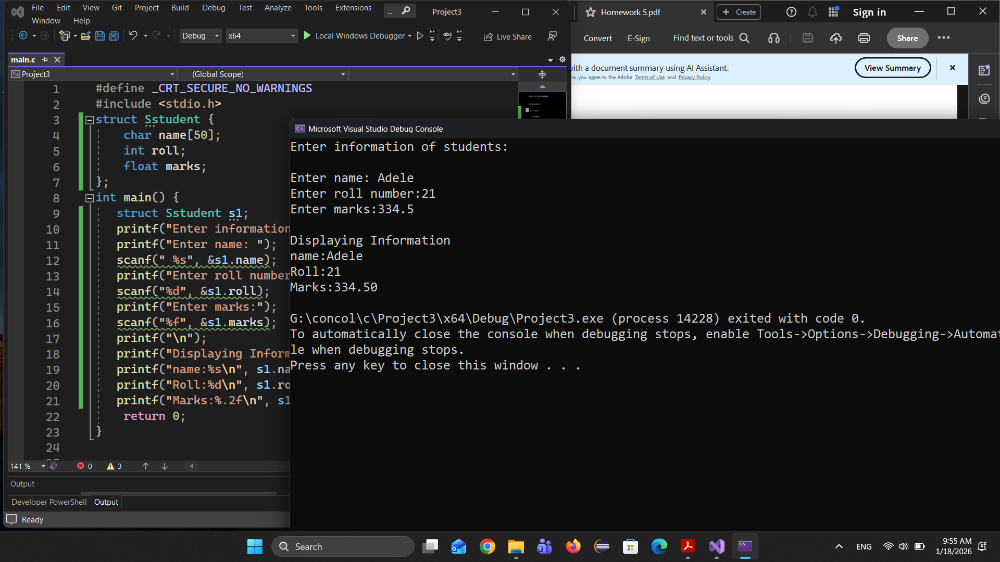 File Edit View Git Project Build Debug Test Analyze Tools Extensions ... Project3
Window Help
Debug x64 Local Windows Debugger abc Live Share
main.c
Project3 (Global Scope)
1 #define _CRT_SECURE_NO_WARNINGS
2 #include <stdio.h>
3 struct Sstudent {
4 char name[50];
5 int roll;
6 float marks;
7 };
8 int main() {
9 struct Sstudent s1;
10 printf("Enter information
11 printf("Enter name: ");
12 scanf(" %s", &s1.name);
13 printf("Enter roll number
14 scanf("%d", &s1.roll);
15 printf("Enter marks:");
16 scanf("%f", &s1.marks);
17 printf("\n");
18 printf("Displaying Inform
19 printf("name:%s\n", s1.na
20 printf("Roll:%d\n", s1.ro
21 printf("Marks:%.2f\n", s1
22 return 0;
23 }
24
141 % 0 3
Output
Developer PowerShell Output
Ready
Homework 5.pdf Create Sign in
Convert E-Sign Find text or tools Share
with a document summary using AI Assistant. View Summary
ce, you agree to the Adobe Terms of Use and Privacy Policy
Microsoft Visual Studio Debug Console
Enter information of students:
Enter name: Adele
Enter roll number:21
Enter marks:334.5
Displaying Information
name:Adele
Roll:21
Marks:334.50
G:\concol\c\Project3\x64\Debug\Project3.exe (process 14228) exited with code 0.
To automatically close the console when debugging stops, enable Tools->Options->Debugging->Automat
le when debugging stops.
Press any key to close this window . . .
Search
ENG
9:55 AM
1/18/2026